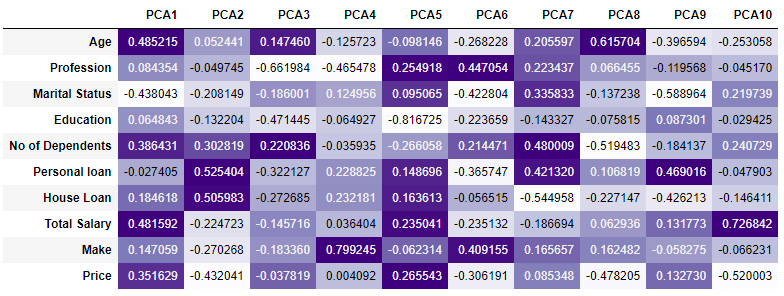 PCA1 PCA2 PCA3 PCA4 PCA5 PCA6 PCA7 PCA8 PCA9 PCA10
Age 0.485215 0.052441 0.147460 -0.125723 -0.098146 -0.268228 0.205597 0.615704 -0.396594 -0.253058
Profession 0.084354 -0.049745 -0.661984 -0.465478 0.254918 0.447054 0.223437 0.066455 -0.119568 -0.045170
Marital Status -0.438043 -0.208149 -0.186001 0.124956 0.095065 -0.422804 0.335833 -0.137238 -0.588964 0.219739
Education 0.064843 -0.132204 -0.471445 -0.064927 -0.816725 -0.223659 -0.143327 -0.075815 0.087301 -0.029425
No of Dependents 0.386431 0.302819 0.220836 -0.035935 -0.266058 0.214471 0.480009 -0.519483 -0.184137 0.240729
Personal loan -0.027405 0.525404 -0.322127 0.228825 0.148696 -0.365747 0.421320 0.106819 0.469016 -0.047903
House Loan 0.184618 0.505983 -0.272685 0.232181 0.163613 -0.056515 -0.544958 -0.227147 -0.426213 -0.146411
Total Salary 0.481592 -0.224723 -0.145716 0.036404 0.235041 -0.235132 -0.186694 0.062936 0.131773 0.726842
Make 0.147059 -0.270268 -0.183360 0.799245 -0.062314 0.409155 0.165657 0.162482 -0.058275 -0.066231
Price 0.351629 -0.432041 -0.037819 0.004092 0.265543 -0.306191 0.085348 -0.478205 0.132730 -0.520003